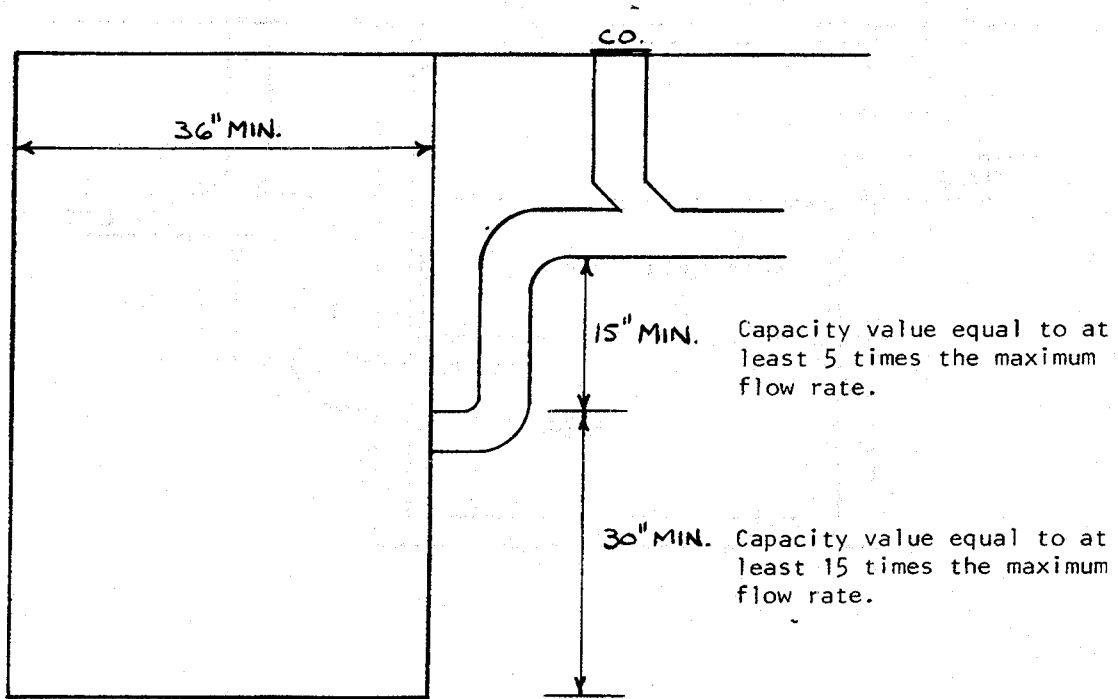 CO.
36" MIN.
15" MIN.
Capacity value equal to at
least 5 times the maximum
flow rate.
30" MIN.
Capacity value equal to at
least 15 times the maximum
flow rate.